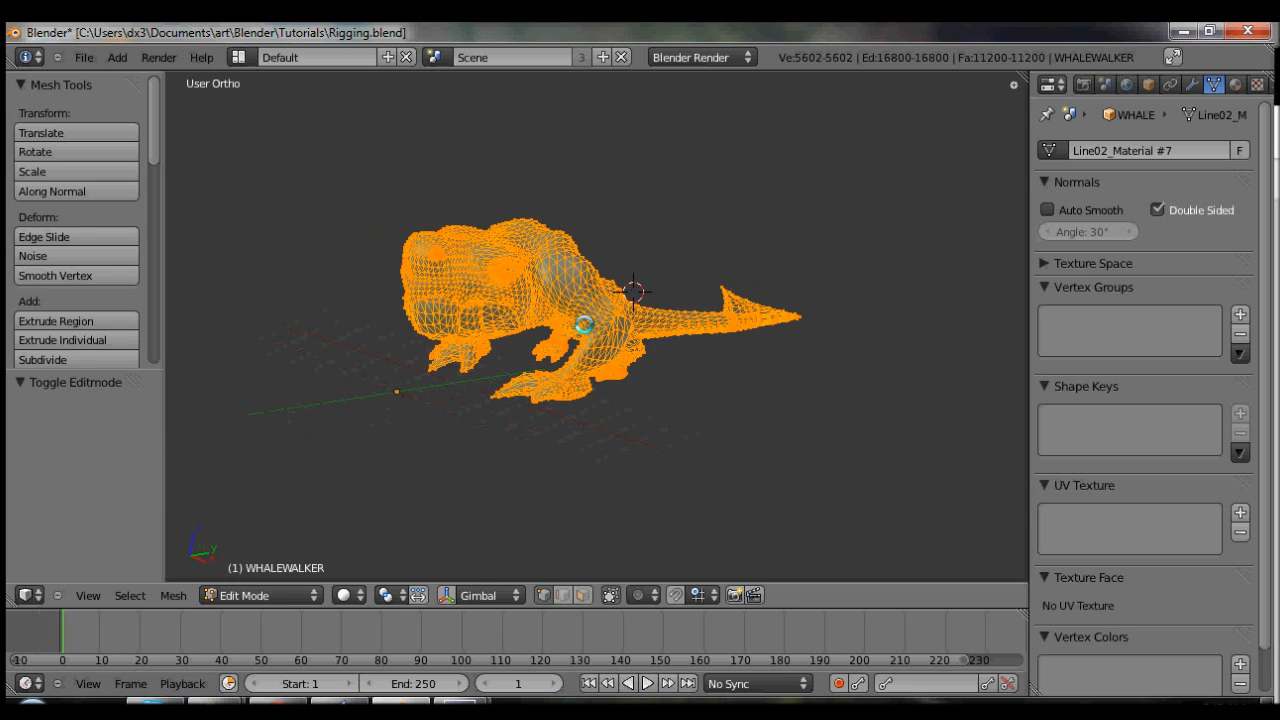 Blender* [C:\Users\dx3\Documents\art\Blender\Tutorials\Rigging.blend]
File Add Render Help Default Scene 3 Blender Render Ve:5602-5602 | Ed:16800-16800 | Fa:11200-11200 | WHALEWALKER
Mesh Tools
Transform:
Translate
Rotate
Scale
Along Normal
Deform:
Edge Slide
Noise
Smooth Vertex
Add:
Extrude Region
Extrude Individual
Subdivide
Toggle Editmode
User Ortho
y
(1) WHALEWALKER
WHALE Line02_M
Line02_Material #7 F
Normals
Auto Smooth Double Sided
Angle: 30°
Texture Space
Vertex Groups
Shape Keys
UV Texture
Texture Face
No UV Texture
Vertex Colors
View Select Mesh Edit Mode Gimbal
-10 0 10 20 30 40 50 60 70 80 90 100 110 120 130 140 150 160 170 180 190 200 210 220 230
View Frame Playback Start: 1 End: 250 1 No Sync